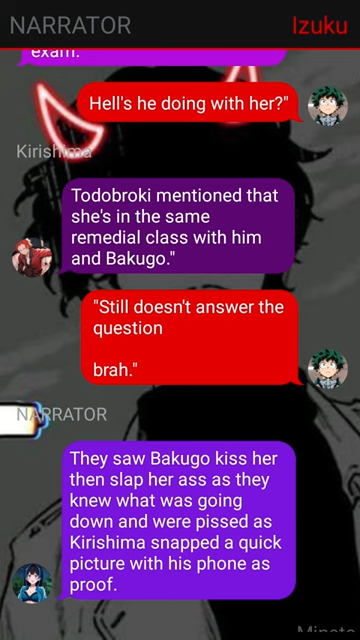 NARRATOR
Izuku
exam.
Hell's he doing with her?"
Kirishima
Todobroki mentioned that
she's in the same
remedial class with him
and Bakugo."
"Still doesn't answer the
question
brah."
NARRATOR
They saw Bakugo kiss her
then slap her ass as they
knew what was going
down and were pissed as
Kirishima snapped a quick
picture with his phone as
proof.